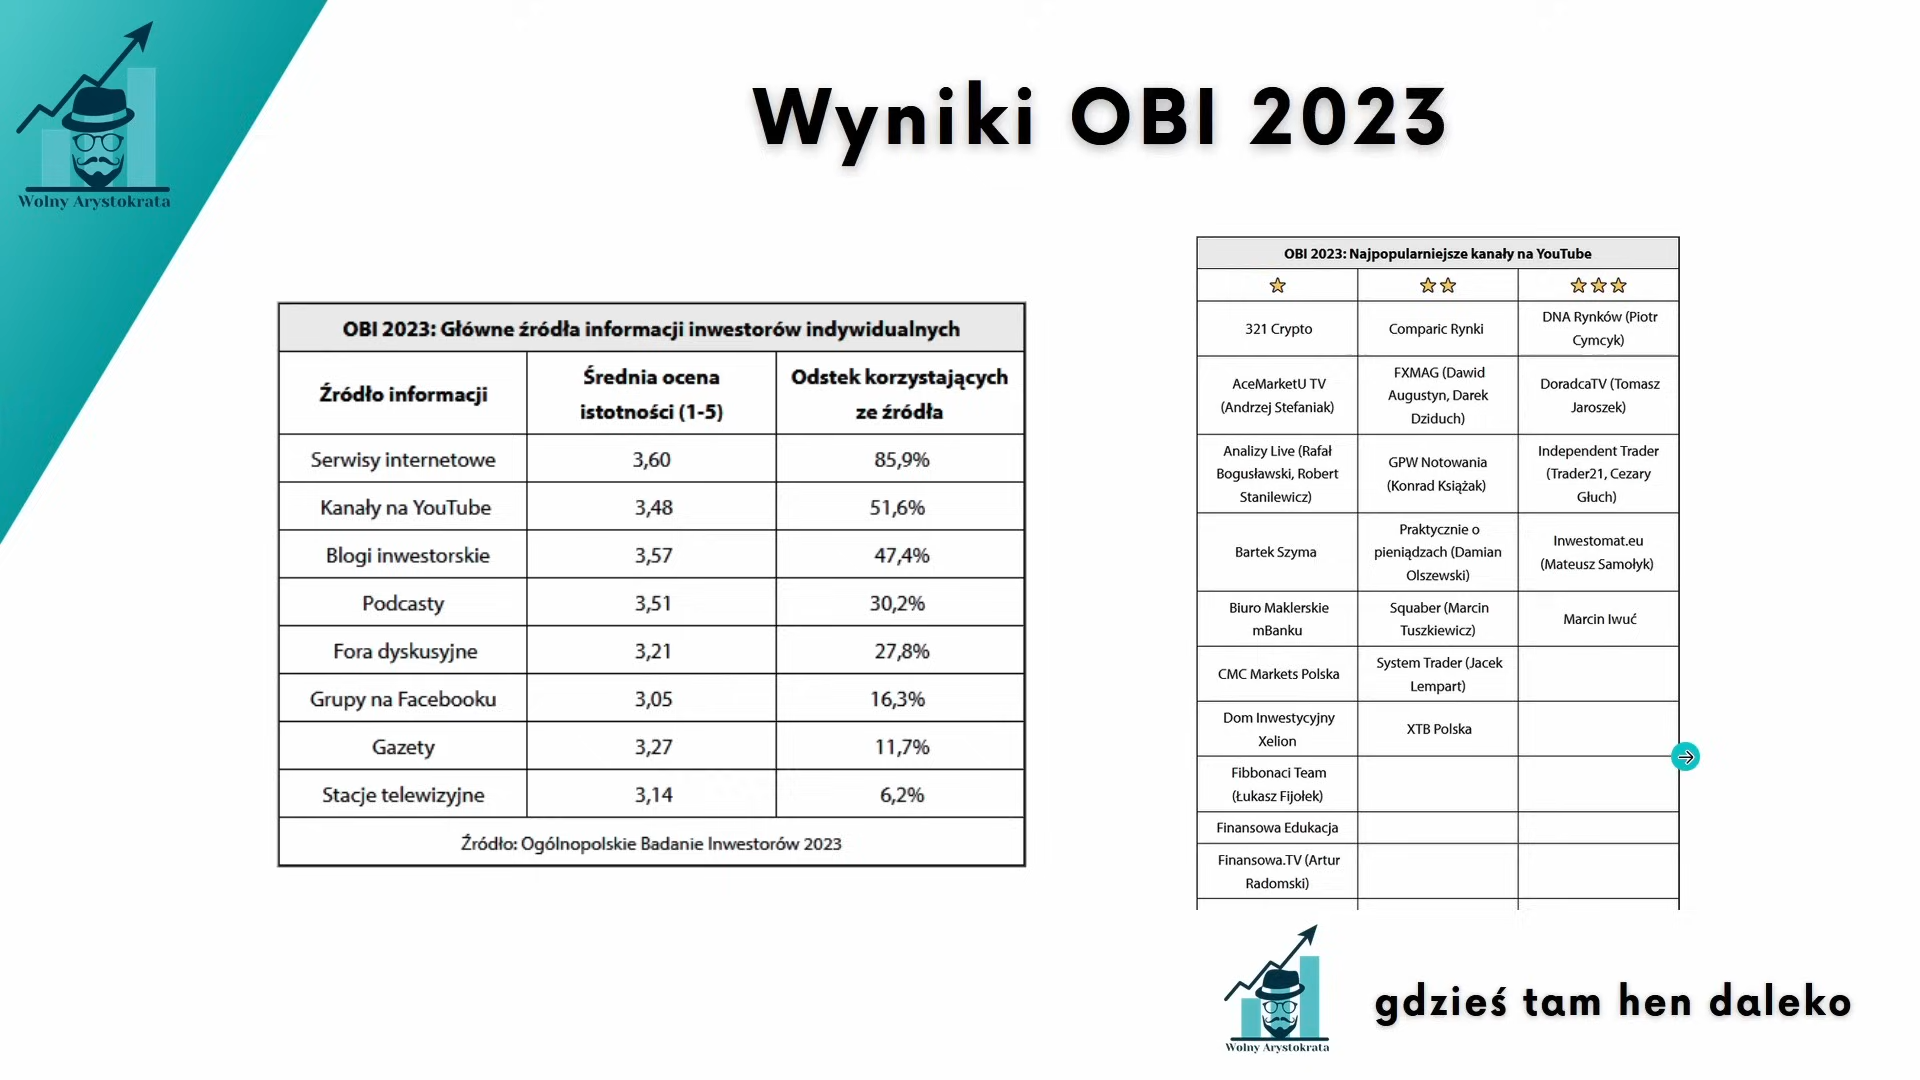 Wolny Arystokrata
Wyniki OBI 2023
OBI 2023: Główne źródła informacji inwestorów indywidualnych
Źródło informacji
Średnia ocena
istotności (1-5)
Odstek korzystających
ze źródła
Serwisy internetowe 3,60 85,9%
Kanały na YouTube 3,48 51,6%
Blogi inwestorskie 3,57 47,4%
Podcasty 3,51 30,2%
Fora dyskusyjne 3,21 27,8%
Grupy na Facebooku 3,05 16,3%
Gazety 3,27 11,7%
Stacje telewizyjne 3,14 6,2%
Źródło: Ogólnopolskie Badanie Inwestorów 2023
OBI 2023: Najpopularniejsze kanały na YouTube
321 Crypto
Comparic Rynki
DNA Rynków (Piotr
Cymcyk)
AceMarketU TV
(Andrzej Stefaniak)
FXMAG (Dawid
Augustyn, Darek
Dziduch)
DoradcaTV (Tomasz
Jaroszek)
Analizy Live (Rafał
Bogusławski, Robert
Stanilewicz)
GPW Notowania
(Konrad Książak)
Independent Trader
(Trader21, Cezary
Głuch)
Bartek Szyma
Praktycznie o
pieniądzach (Damian
Olszewski)
Inwestomat.eu
(Mateusz Samołyk)
Biuro Maklerskie
mBanku
Squaber (Marcin
Tuszkiewicz)
Marcin Iwuć
CMC Markets Polska
System Trader (Jacek
Lempart)
Dom Inwestycyjny
Xelion
XTB Polska
Fibbonaci Team
(Łukasz Fijołek)
Finansowa Edukacja
Finansowa.TV (Artur
Radomski)
Wolny Arystokrata
gdzieś tam hen daleko